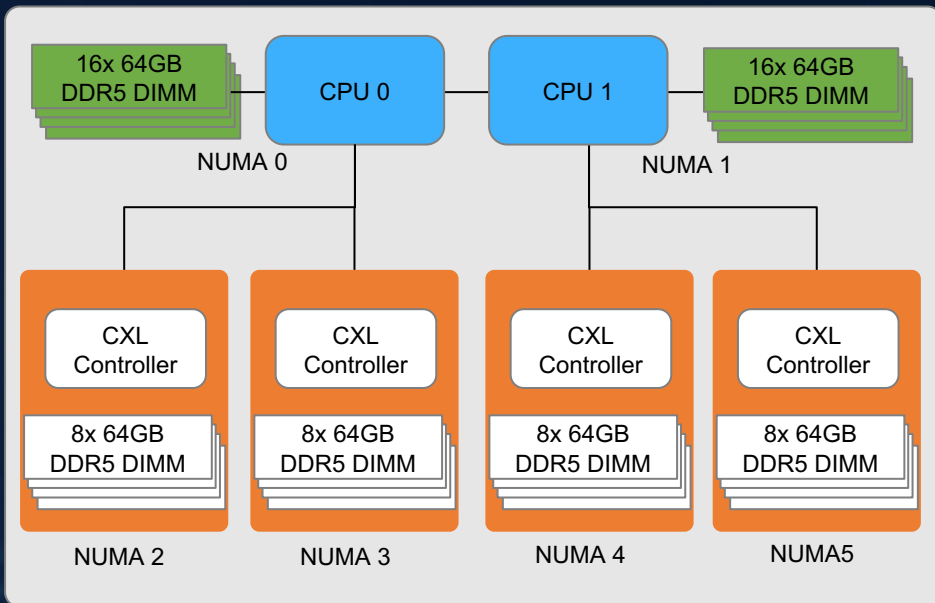 16x 64GB
DDR5 DIMM
CPU 0
CPU 1
16x 64GB
DDR5 DIMM
NUMA 0
NUMA 1
CXL
Controller
CXL
Controller
CXL
Controller
CXL
Controller
8x 64GB
DDR5 DIMM
8x 64GB
DDR5 DIMM
8x 64GB
DDR5 DIMM
8x 64GB
DDR5 DIMM
NUMA 2
NUMA 3
NUMA 4
NUMA5